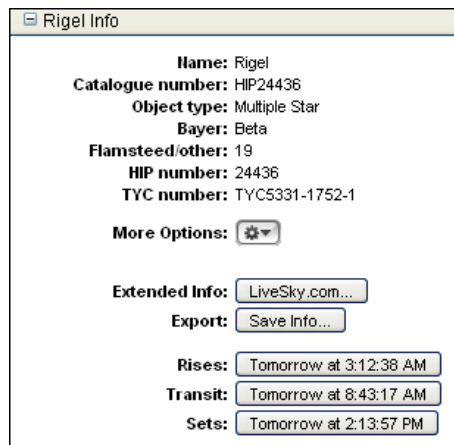 Rigel Info
Name: Rigel
Catalogue number: HIP24436
Object type: Multiple Star
Bayer: Beta
Flamsteed/other: 19
HIP number: 24436
TYC number: TYC5331-1752-1
More Options:
Extended Info: LiveSky.com...
Export: Save Info...
Rises: Tomorrow at 3:12:38 AM
Transit: Tomorrow at 8:43:17 AM
Sets: Tomorrow at 2:13:57 PM